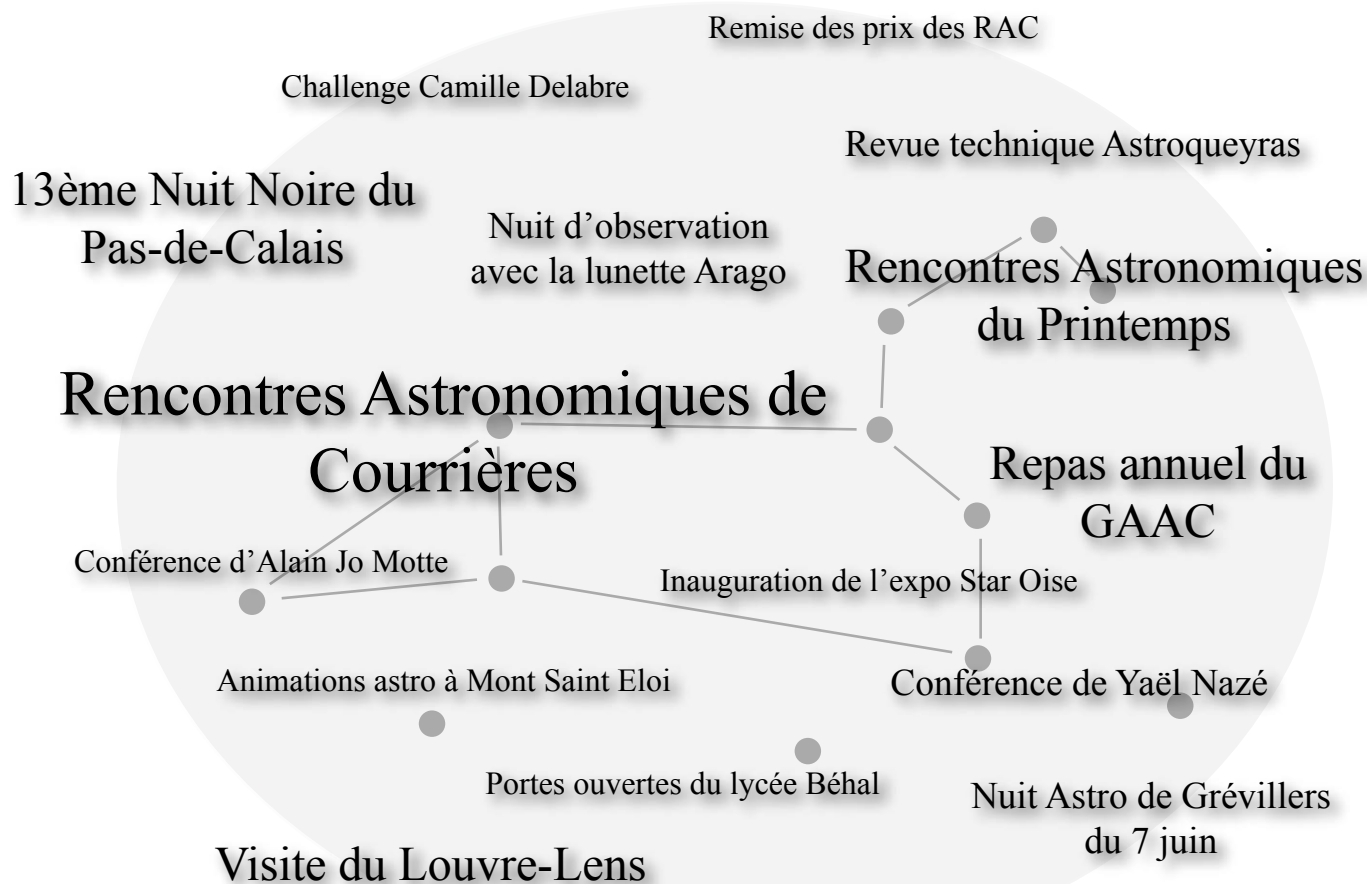 Remise des prix des RAC
Challenge Camille Delabre
Revue technique Astroqueyras
13ème Nuit Noire du
Pas-de-Calais
Nuit d’observation
avec la lunette Arago
Rencontres Astronomiques
du Printemps
Rencontres Astronomiques de
Courrières
Repas annuel du
GAAC
Conférence d’Alain Jo Motte
Inauguration de l’expo Star Oise
Animations astro à Mont Saint Eloi
Conférence de Yaël Nazé
Portes ouvertes du lycée Béhal
Nuit Astro de Grévillers
du 7 juin
Visite du Louvre-Lens